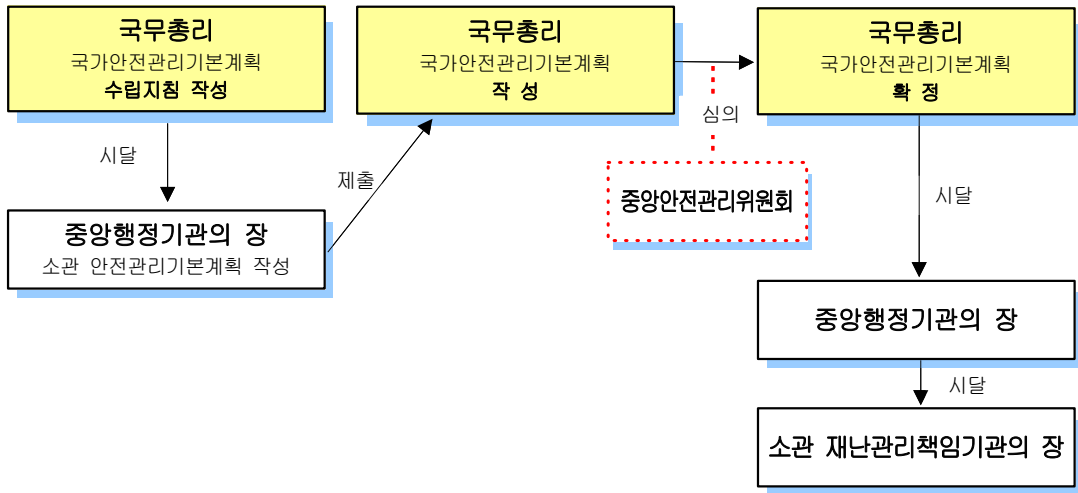 국무총리
국가안전관리기본계획
수립지침 작성
시달
중앙행정기관의 장
소관 안전관리기본계획 작성
제출
국무총리
국가안전관리기본계획
작 성
심의
중앙안전관리위원회
국무총리
국가안전관리기본계획
확 정
시달
중앙행정기관의 장
시달
소관 재난관리책임기관의 장